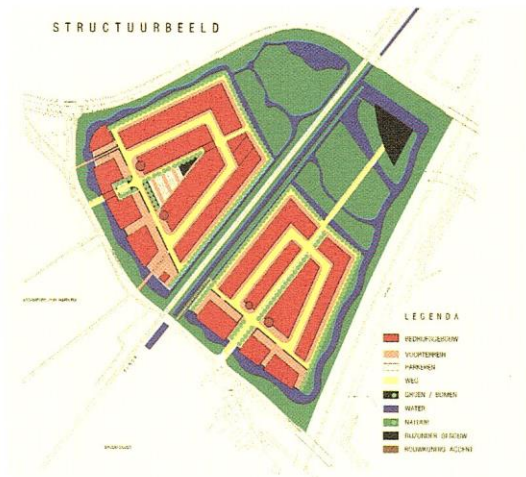 STRUCTUURBEELD
LEGENDA
BEDRIJFSGEBOUW
VOORTERREIN
PARKEREN
WEG
GROEN / BOMEN
WATER
NATUUR
BIJZONDER GEBOUW
BOUWKUNDIG ACCENT